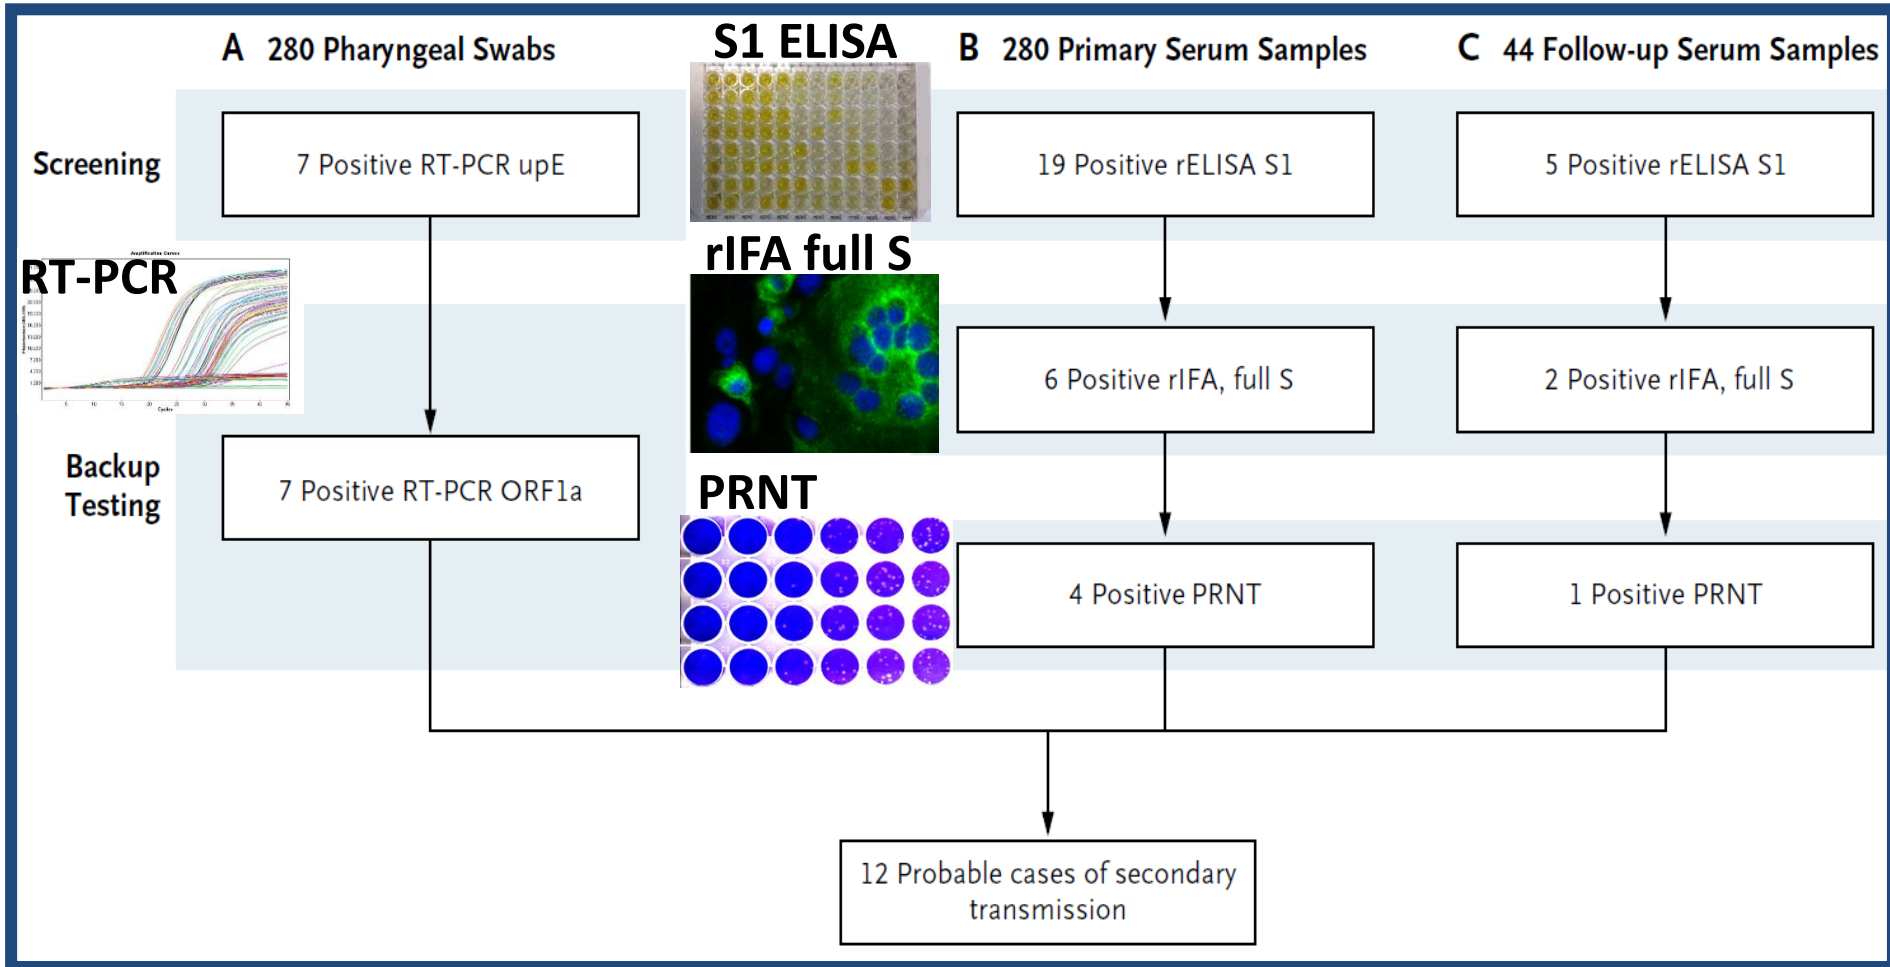 A 280 Pharyngeal Swabs
S1 ELISA
B 280 Primary Serum Samples
C 44 Follow-up Serum Samples
Screening
7 Positive RT-PCR upE
19 Positive rELISA S1
5 Positive rELISA S1
rIFA full S
Amplification Curves
RT-PCR
Cycles
6 Positive rIFA, full S
2 Positive rIFA, full S
Backup
Testing
7 Positive RT-PCR ORF1a
PRNT
4 Positive PRNT
1 Positive PRNT
12 Probable cases of secondary
transmission